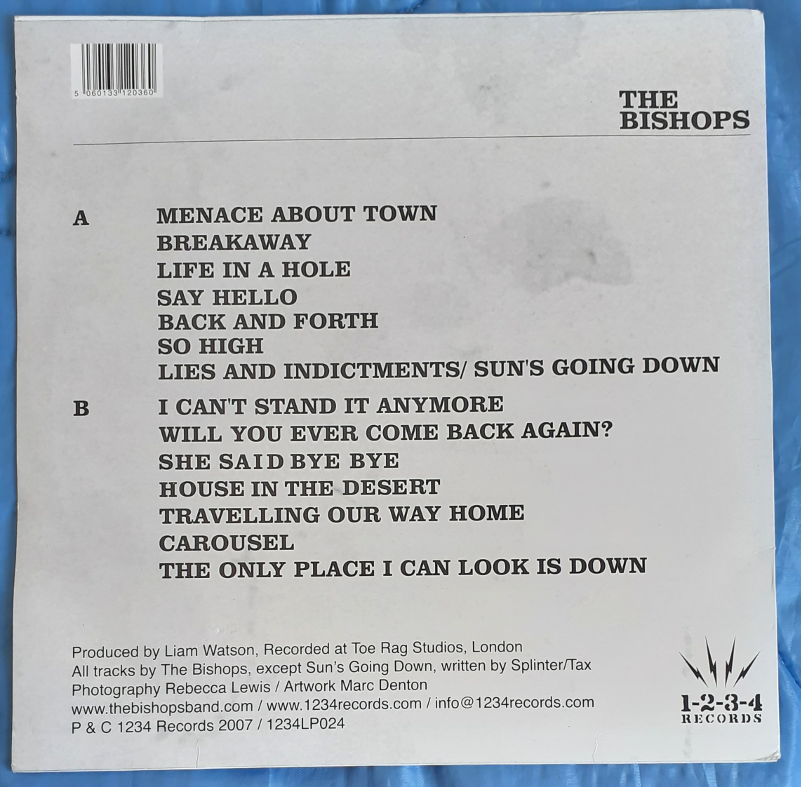 5 060133 120360
THE
BISHOPS
A
MENACE ABOUT TOWN
BREAKAWAY
LIFE IN A HOLE
SAY HELLO
BACK AND FORTH
SO HIGH
LIES AND INDICTMENTS/ SUN'S GOING DOWN
B
I CAN'T STAND IT ANYMORE
WILL YOU EVER COME BACK AGAIN?
SHE SAID BYE BYE
HOUSE IN THE DESERT
TRAVELLING OUR WAY HOME
CAROUSEL
THE ONLY PLACE I CAN LOOK IS DOWN
Produced by Liam Watson, Recorded at Toe Rag Studios, London
All tracks by The Bishops, except Sun's Going Down, written by Splinter/Tax
Photography Rebecca Lewis / Artwork Marc Denton
www.thebishopsband.com / www.1234records.com / info@1234records.com
P & C 1234 Records 2007 / 1234LP024
1-2-3-4
RECORDS